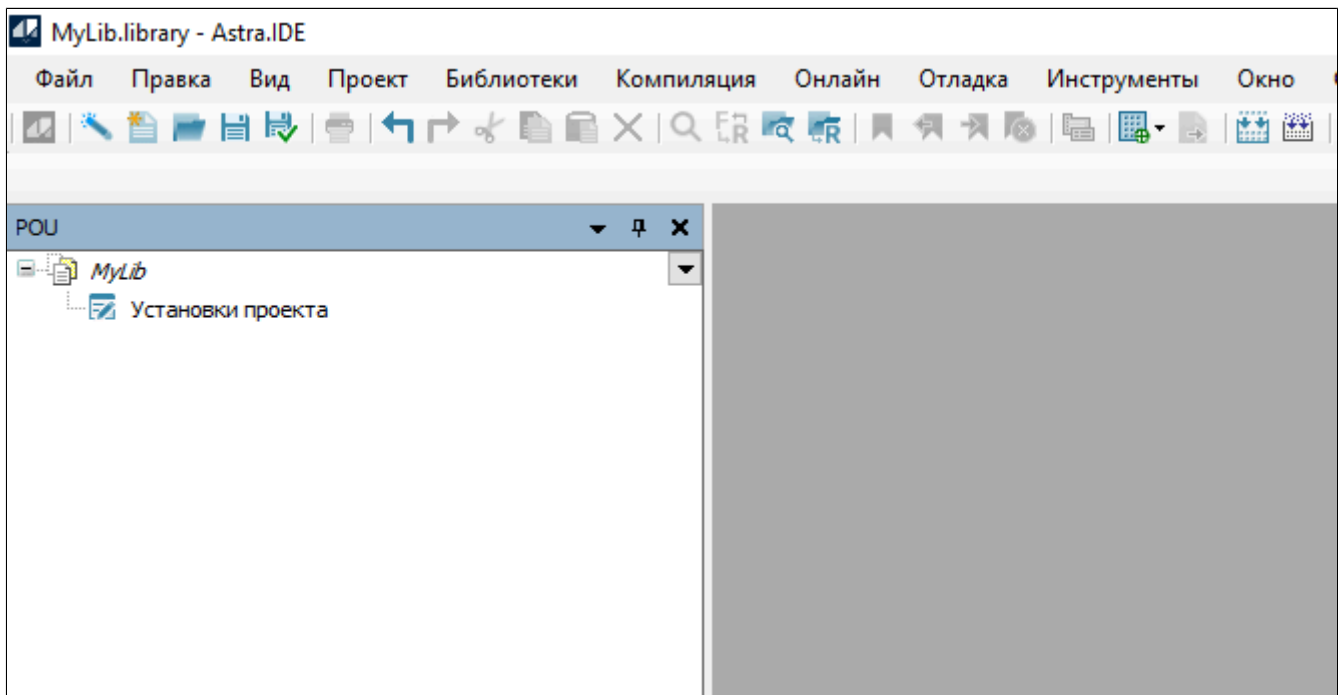 MyLib.library - Astra.IDE
Файл Правка Вид Проект Библиотеки Компиляция Онлайн Отладка Инструменты Окно
POU
MyLib
Установки проекта